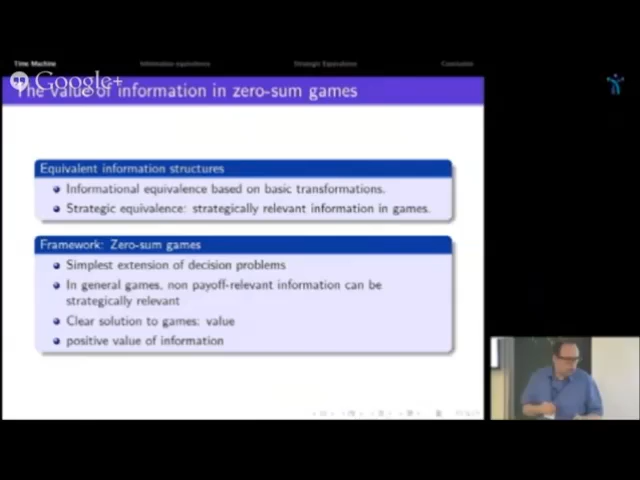 Time Machine
Information equivalence
Strategic Equivalence
Conclusion
Google+
The value of information in zero-sum games
Equivalent information structures
Informational equivalence based on basic transformations.
Strategic equivalence: strategically relevant information in games.
Framework: Zero-sum games
Simplest extension of decision problems
In general games, non payoff-relevant information can be
strategically relevant
Clear solution to games: value
positive value of information